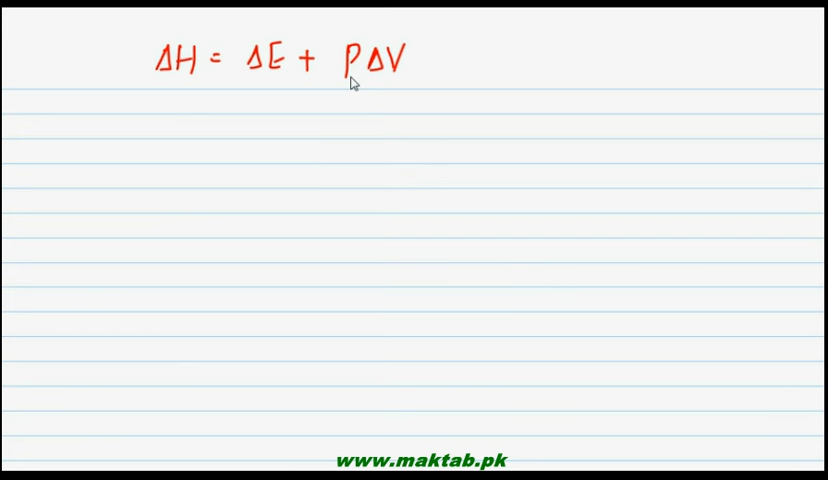 ΔH = ΔE + PΔV
www.maktab.pk